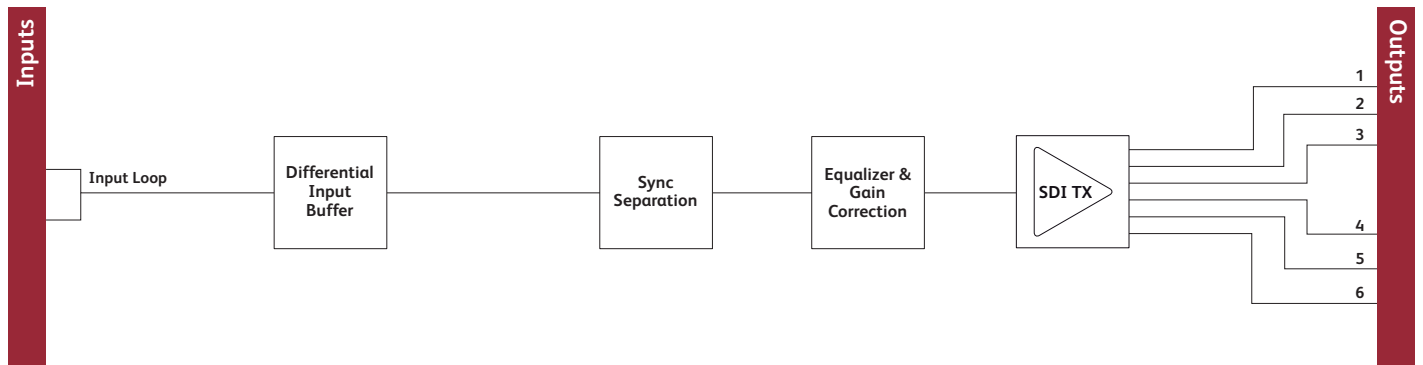 Inputs
Input Loop
Differential
Input
Buffer
Sync
Separation
Equalizer &
Gain
Correction
SDI TX
1
2
3
4
5
6
Outputs